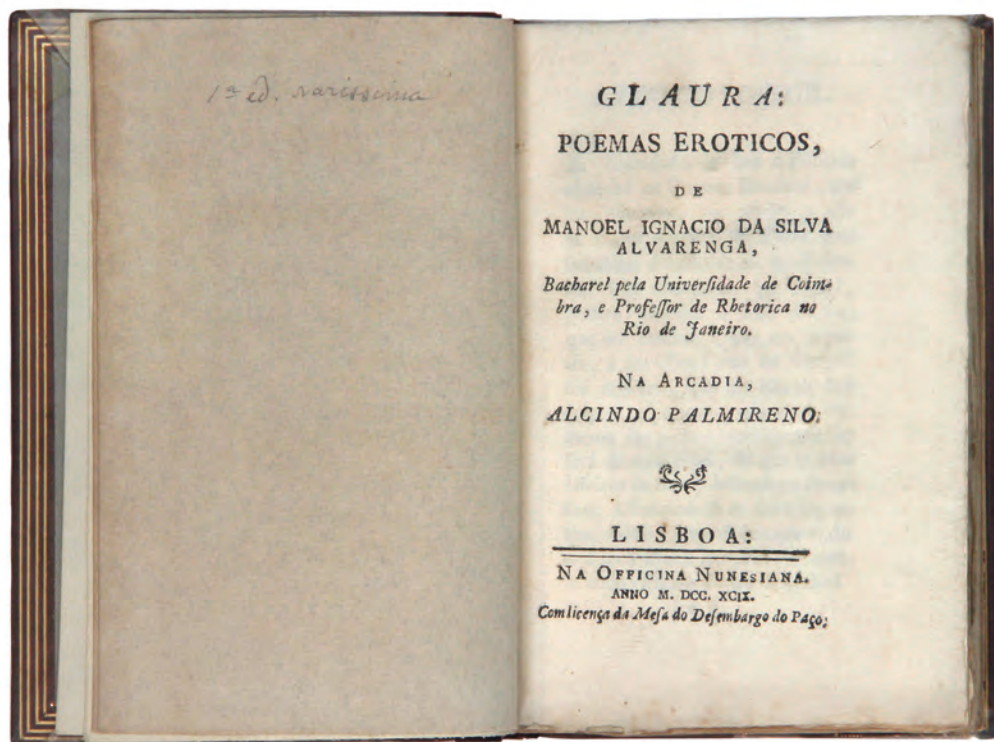 1ª ed. rarissima
GLAURA:
POEMAS EROTICOS,
DE
MANOEL IGNACIO DA SILVA
ALVARENGA,
Bacharel pela Univerſidade de Coim-
bra, e Profeſſor de Rhetorica no
Rio de Janeiro.
NA ARCADIA,
ALCINDO PALMIRENO.
LISBOA:
NA OFFICINA NUNESIANA.
ANNO M. DCC. XCIX.
Com licença da Meſa do Deſembargo do Paço.